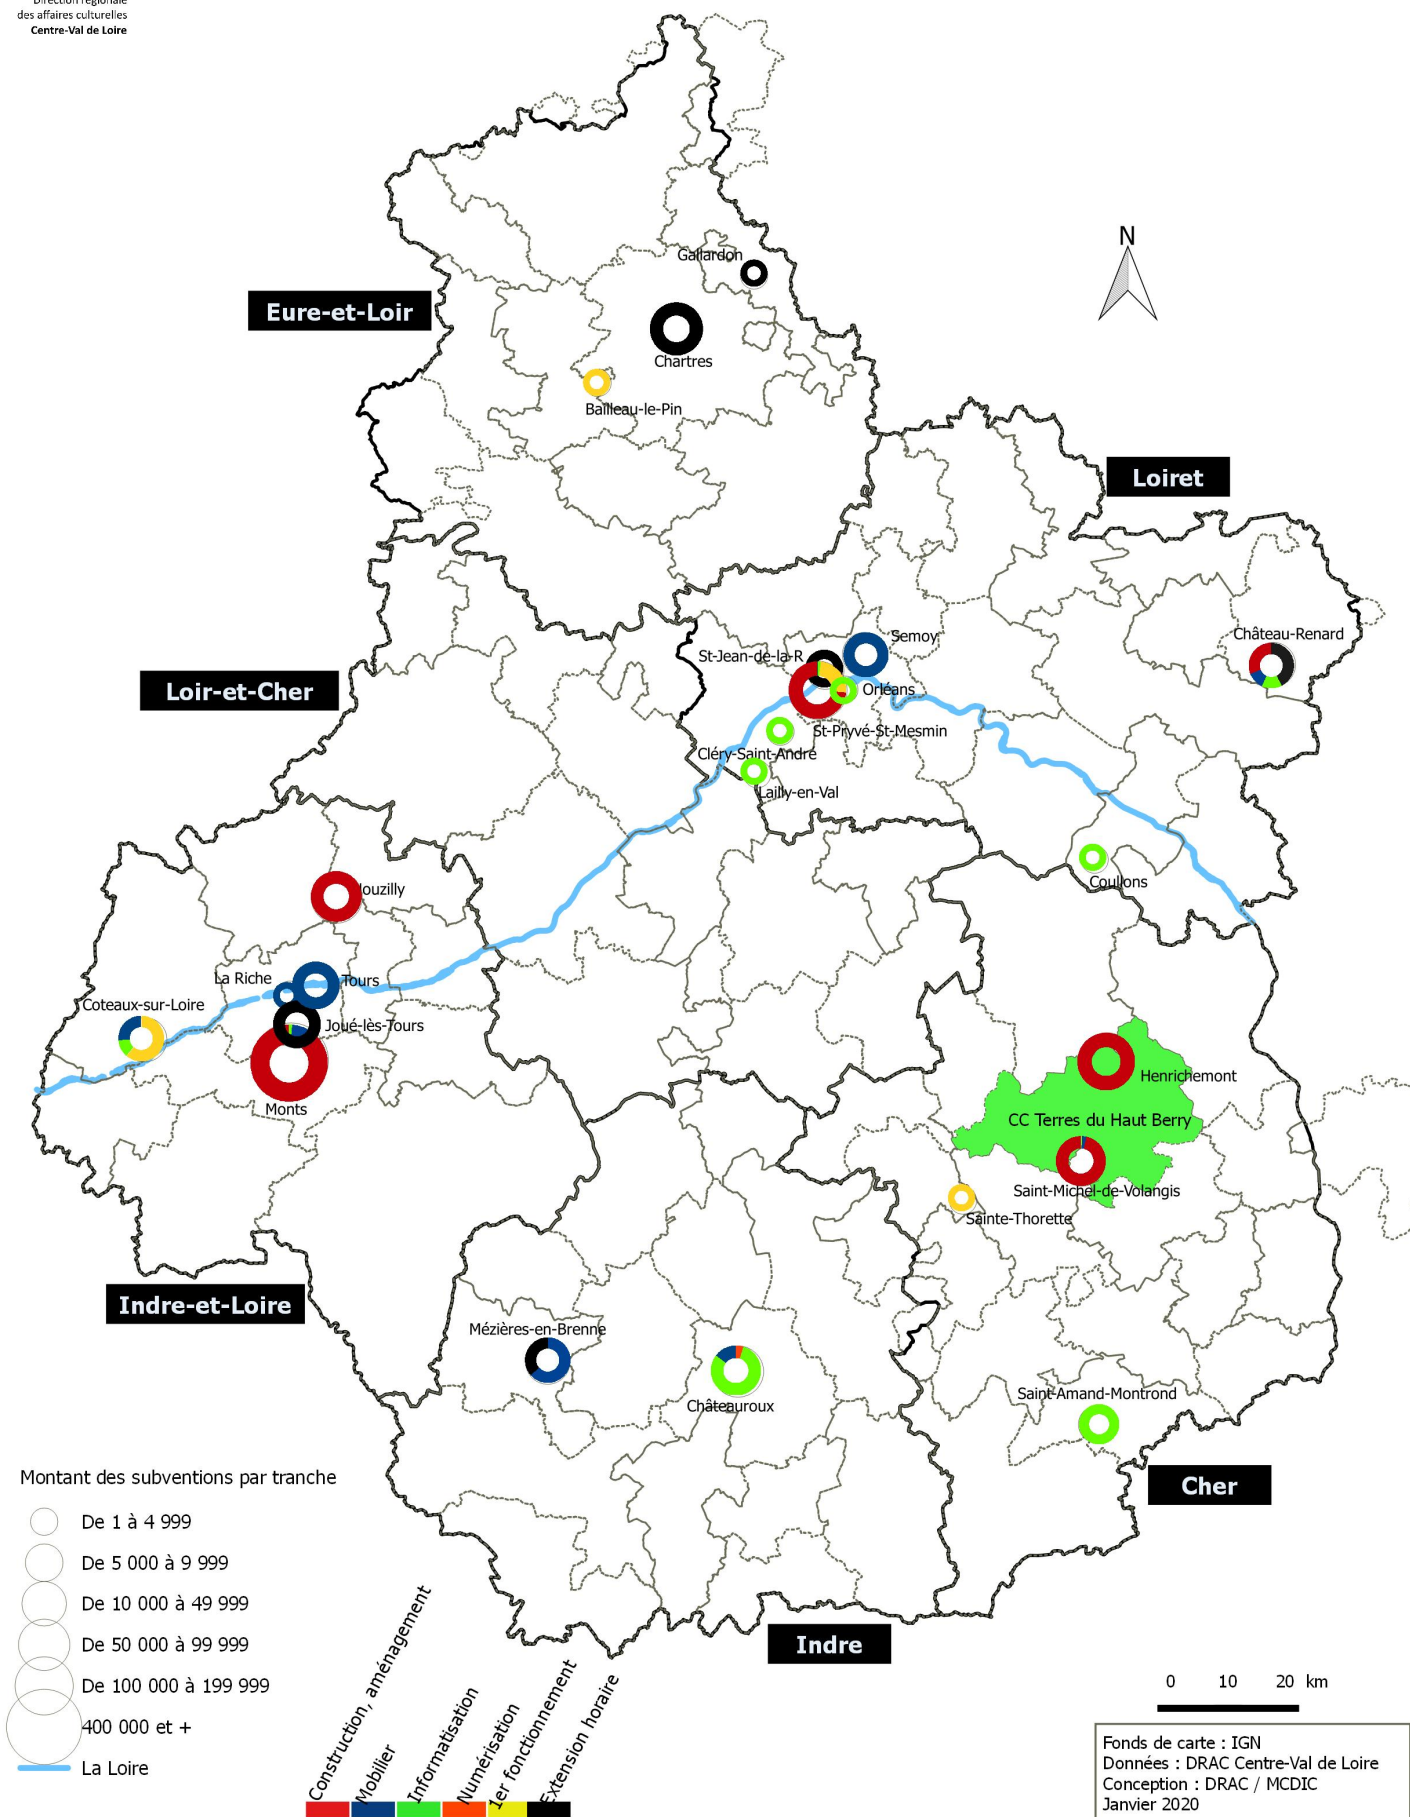 Direction régionale
des affaires culturelles
Centre-Val de Loire
N
Gallardon
Eure-et-Loir
Chartres
Bailleau-le-Pin
Loiret
Semoy
Château-Renard
St-Jean-de-la-R
Loir-et-Cher
Orléans
St-Pryvé-St-Mesmin
Cléry-Saint-André
Lailly-en-Val
Coullons
ouzilly
La Riche
Tours
Coteaux-sur-Loire
Joué-lès-Tours
Henrichemont
Monts
CC Terres du Haut Berry
Saint-Michel-de-Volangis
Sainte-Thorette
Indre-et-Loire
Mézières-en-Brenne
Châteauroux
Saint-Amand-Montrond
Cher
Montant des subventions par tranche
De 1 à 4 999
De 5 000 à 9 999
De 10 000 à 49 999
De 50 000 à 99 999
De 100 000 à 199 999
400 000 et +
La Loire
Construction, aménagement
Mobilier
Informatisation
Numérisation
1er fonctionnement
Extension horaire
Indre
0 10 20 km
Fonds de carte : IGN
Données : DRAC Centre-Val de Loire
Conception : DRAC / MCDIC
Janvier 2020